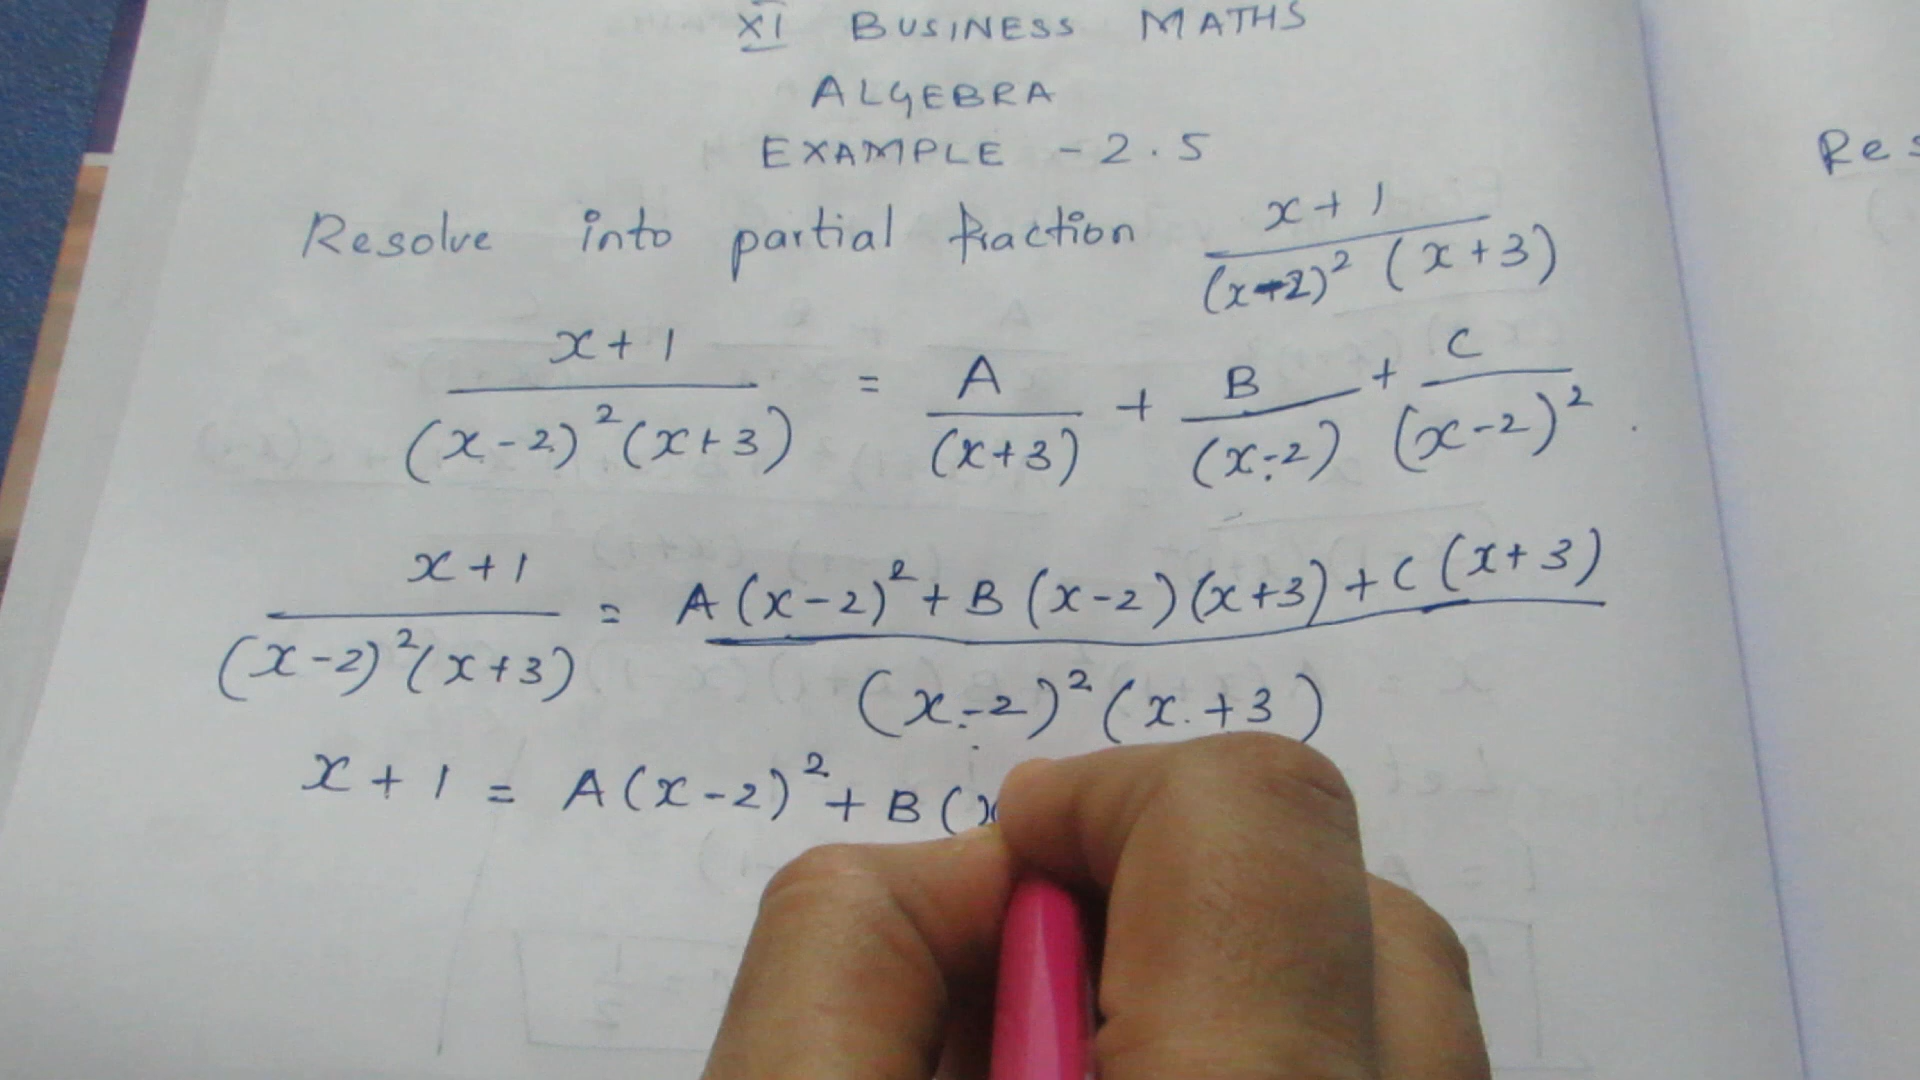 XI BUSINESS MATHS
ALGEBRA
EXAMPLE - 2.5
Resolve into partial fraction (x+1)/((x-2)²(x+3))
(x+1)/((x-2)²(x+3)) = A/(x+3) + B/(x-2) + C/(x-2)².
(x+1)/((x-2)²(x+3)) = (A(x-2)²+B(x-2)(x+3)+C(x+3))/((x-2)²(x+3))
x+1 = A(x-2)²+B(x